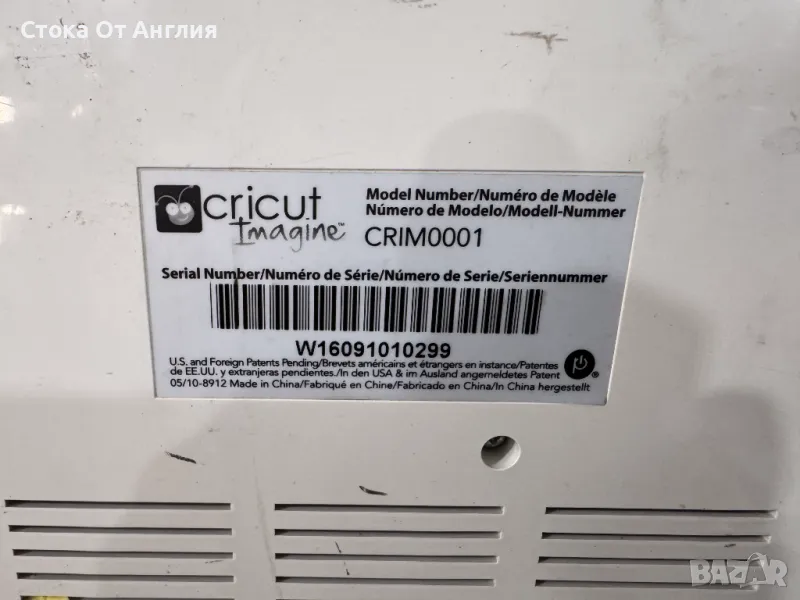 Стока От Англия
cricut
Imagine™
Model Number/Numéro de Modèle
Número de Modelo/Modell-Nummer
CRIM0001
Serial Number/Numéro de Série/Número de Serie/Seriennummer
W16091010299
U.S. and Foreign Patents Pending/Brevets américains et étrangers en instance/Patentes
de EE.UU. y extranjeras pendientes./In den USA & im Ausland angemeldetes Patent
05/10-8912 Made in China/Fabriqué en Chine/Fabricado en China/In China hergestellt
®
BAZAR